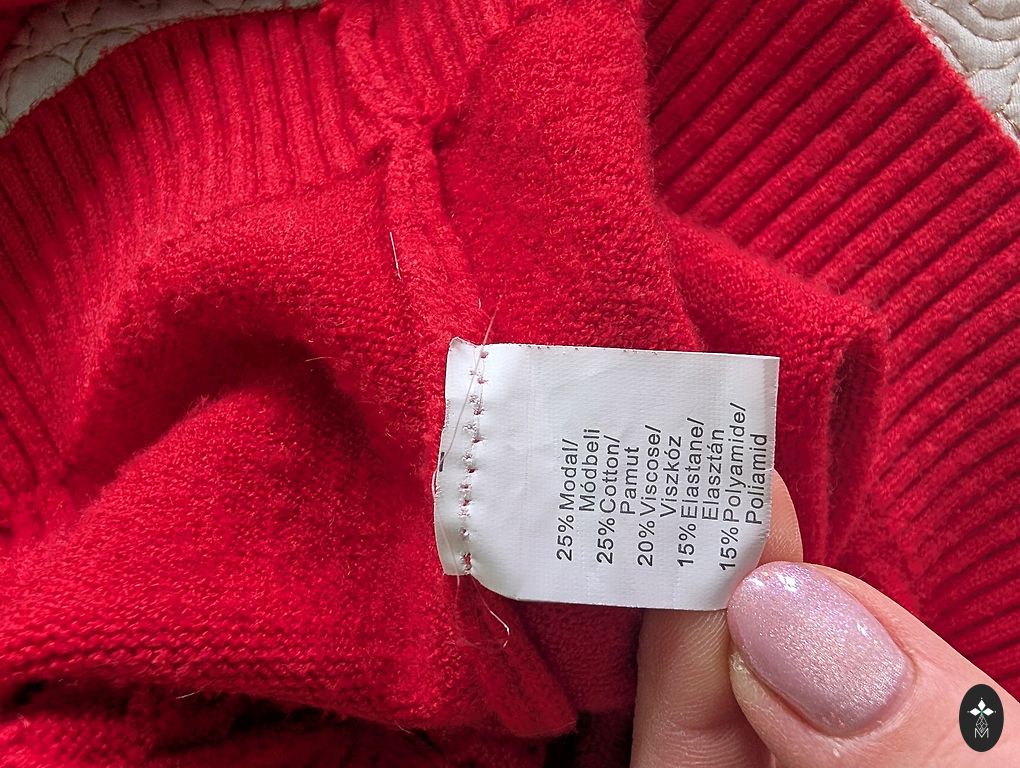 25%Modal/
Módbeli
25%Cotton/
Pamut
20%Viscose/
Viszkóz
15%Elastane/
Elasztán
15%Polyamide/
Poliamid
M